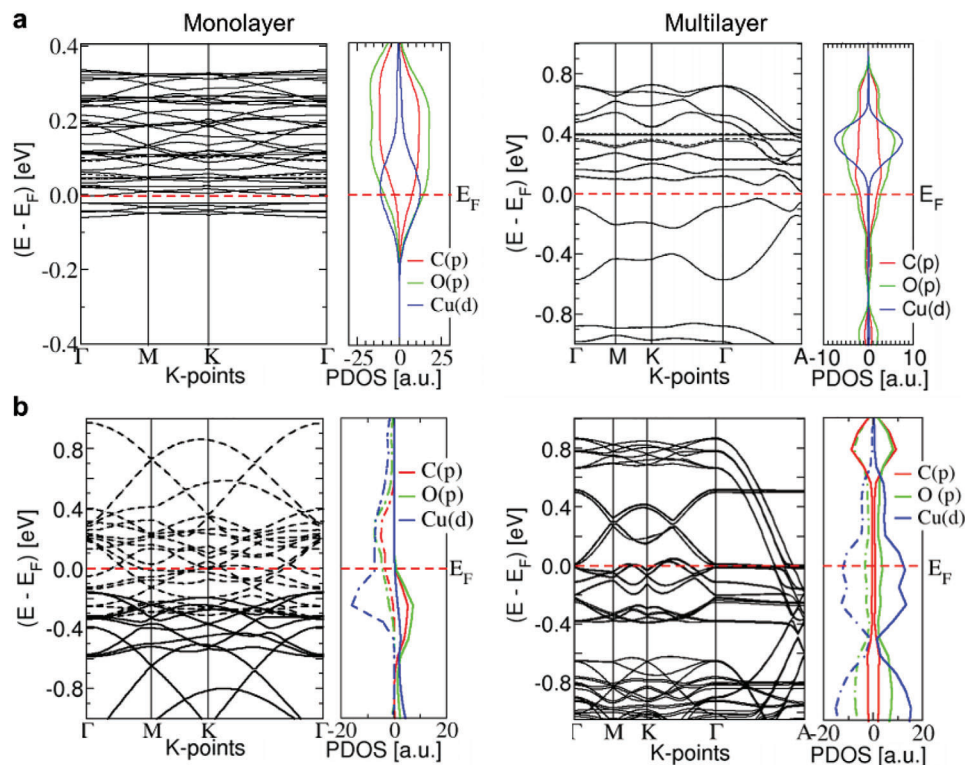 a Monolayer Multilayer
0.4
0.2
0.0
-0.2
-0.4
(E - E_F) [eV]
Γ M K Γ
K-points
E_F
C(p)
O(p)
Cu(d)
-25 0 25
PDOS [a.u.]
0.8
0.4
0.0
-0.4
-0.8
(E - E_F) [eV]
Γ M K Γ A
K-points
E_F
C(p)
O(p)
Cu(d)
-10 0 10
PDOS [a.u.]
b
0.8
0.4
0.0
-0.4
-0.8
(E - E_F) [eV]
Γ M K Γ
K-points
E_F
C(p)
O(p)
Cu(d)
-20 0 20
PDOS [a.u.]
0.8
0.4
0.0
-0.4
-0.8
(E - E_F) [eV]
Γ M K Γ A
K-points
E_F
C(p)
O(p)
Cu(d)
-20 0 20
PDOS [a.u.]